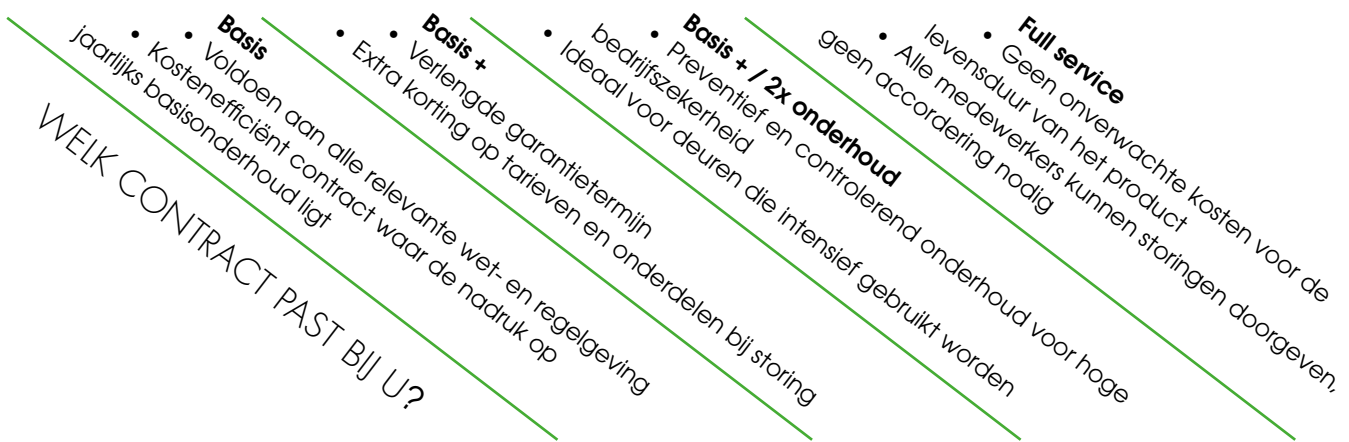 WELK CONTRACT PAST BIJ U?
Basis
• Voldoen aan alle relevante wet- en regelgeving
• Kostenefficiënt contract waar de nadruk op
jaarlijks basisonderhoud ligt
Basis +
• Verlengde garantietermijn
• Extra korting op tarieven en onderdelen bij storing
Basis + / 2x onderhoud
• Preventief en controlerend onderhoud voor hoge
bedrijfszekerheid
• Ideaal voor deuren die intensief gebruikt worden
Full service
• Geen onverwachte kosten voor de
levensduur van het product
• Alle medewerkers kunnen storingen doorgeven,
geen accordering nodig